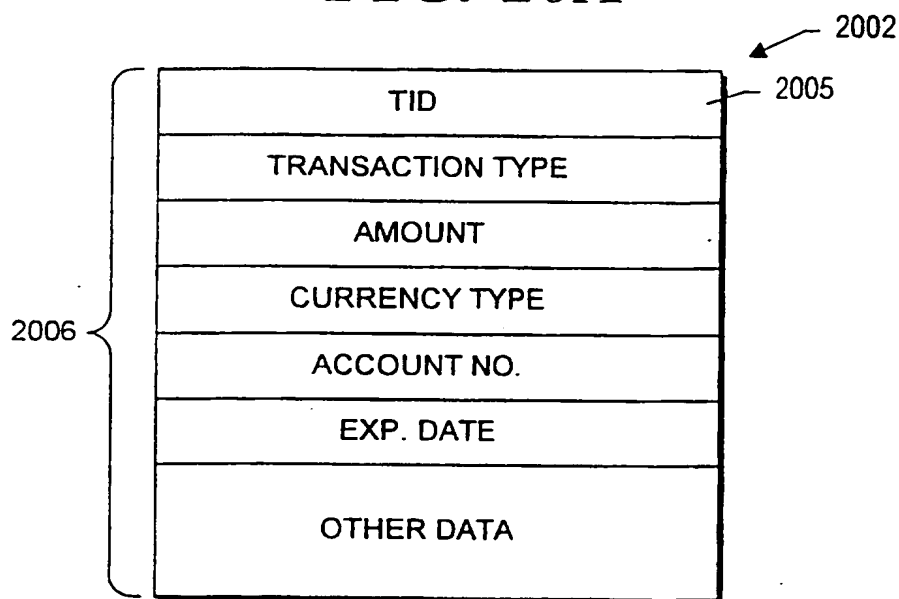 2002
TID
2005
TRANSACTION TYPE
AMOUNT
CURRENCY TYPE
2006
ACCOUNT NO.
EXP. DATE
OTHER DATA